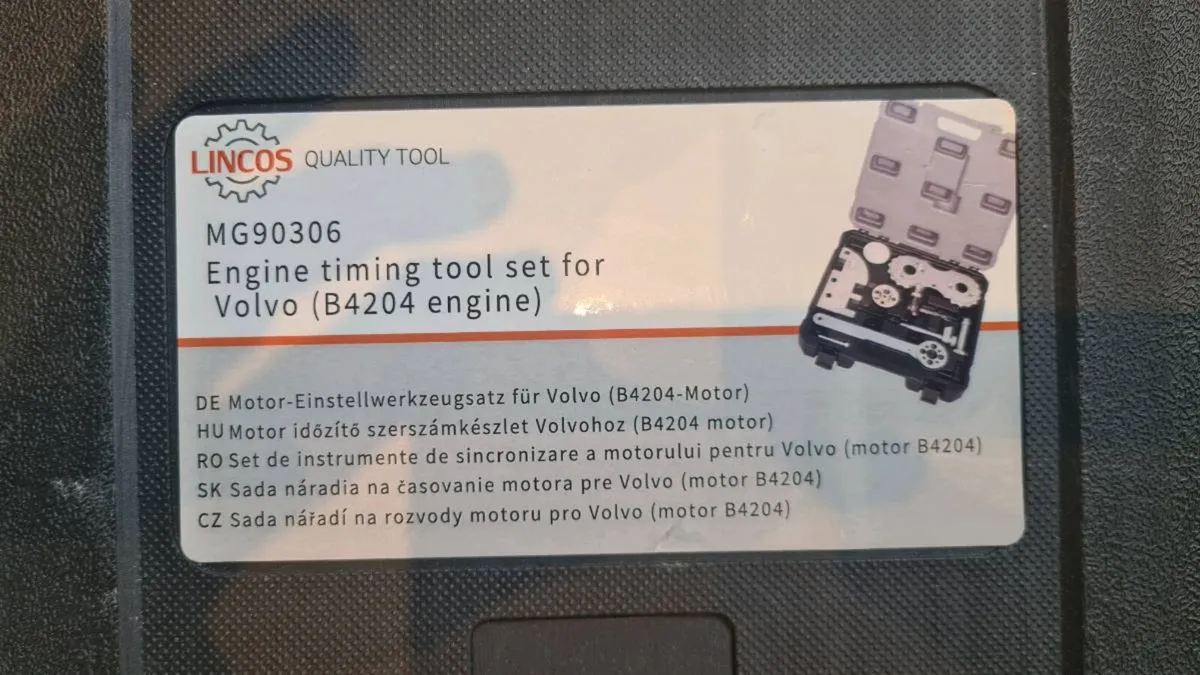 LINCOS QUALITY TOOL
MG90306
Engine timing tool set for
Volvo (B4204 engine)
DE Motor-Einstellwerkzeugsatz für Volvo (B4204-Motor)
HU Motor időzítő szerszámkészlet Volvohoz (B4204 motor)
RO Set de instrumente de sincronizare a motorului pentru Volvo (motor B4204)
SK Sada náradia na časovanie motora pre Volvo (motor B4204)
CZ Sada nářadí na rozvody motoru pro Volvo (motor B4204)